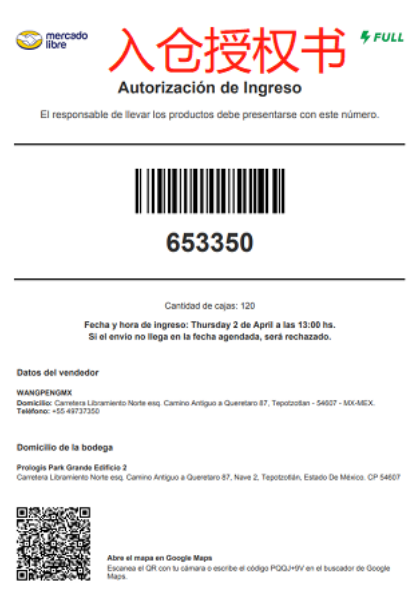 mercado
libre
入仓授权书
FULL
Autorización de Ingreso
El responsable de llevar los productos debe presentarse con este número.
653350
Cantidad de cajas: 120
Fecha y hora de ingreso: Thursday 2 de April a las 13:00 hs.
Si el envío no llega en la fecha agendada, será rechazado.
Datos del vendedor
WANGPENGMX
Domicilio: Carretera Libramiento Norte esq. Camino Antiguo a Queretaro 87, Tepotzotlan - 54607 - MX-MEX.
Teléfono: +55 49737350
Domicilio de la bodega
Prologis Park Grande Edificio 2
Carretera Libramiento Norte esq. Camino Antiguo a Queretaro 87, Nave 2, Tepotzotlán, Estado De México. CP 54607
Abre el mapa en Google Maps
Escanea el QR con tu cámara o escribe el código PQQJ+9V en el buscador de Google
Maps.